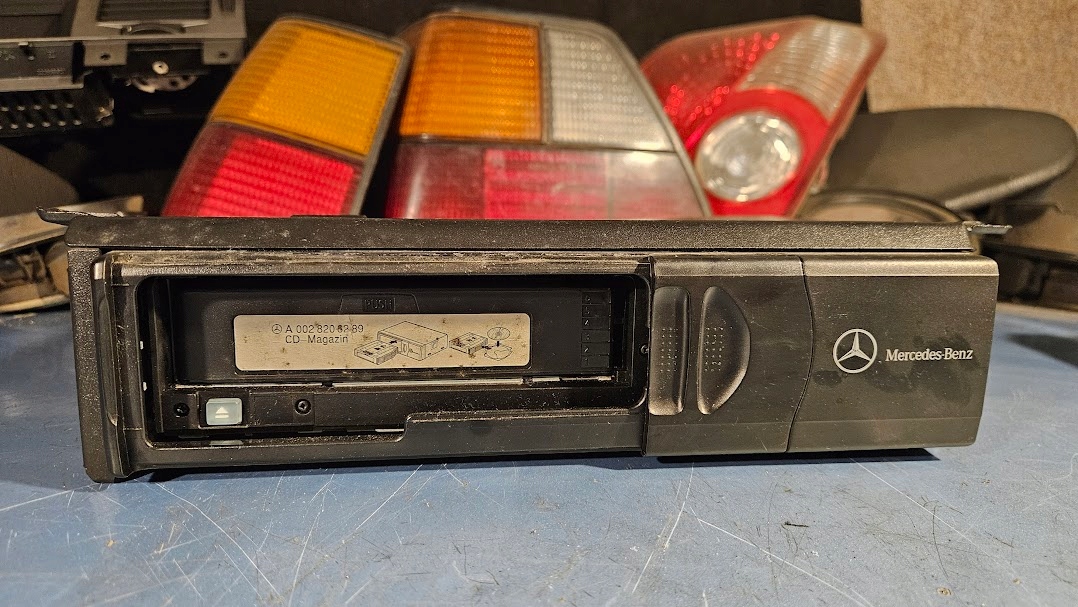 PUSH
A 002 820 82 89
CD-Magazin
Mercedes-Benz